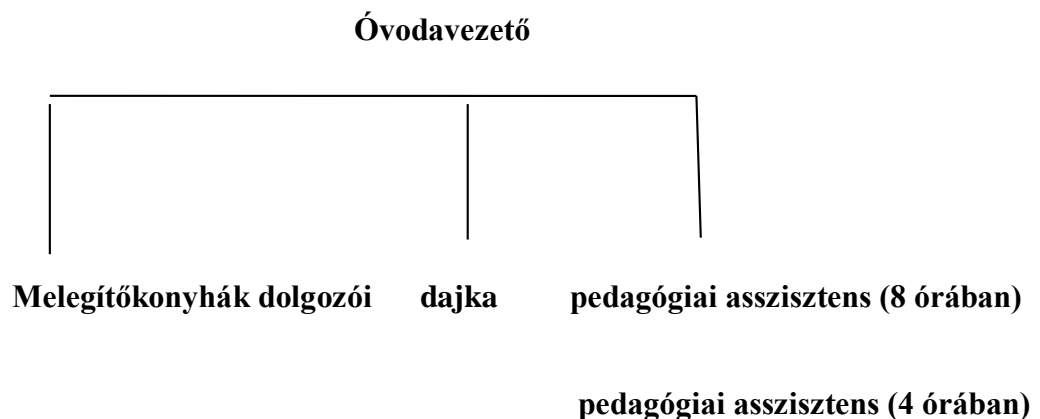 Óvodavezető
Melegítőkonyhák dolgozói dajka pedagógiai asszisztens (8 órában)
pedagógiai asszisztens (4 órában)